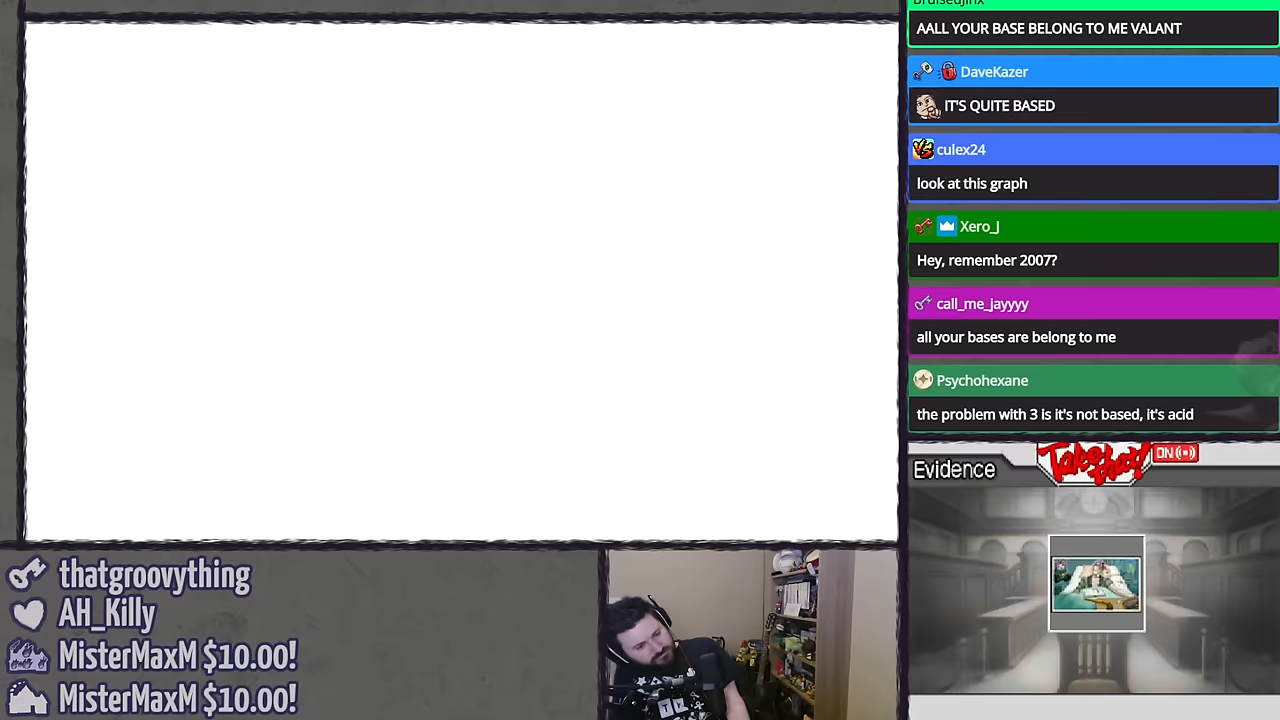 BruisedJinx
AALL YOUR BASE BELONG TO ME VALANT
DaveKazer
IT'S QUITE BASED
culex24
look at this graph
Xero_J
Hey, remember 2007?
call_me_jayyyy
all your bases are belong to me
Psychohexane
the problem with 3 is it's not based, it's acid
Take that!
ON
Evidence
thatgroovything
AH_Killy
MisterMaxM $10.00!
MisterMaxM $10.00!